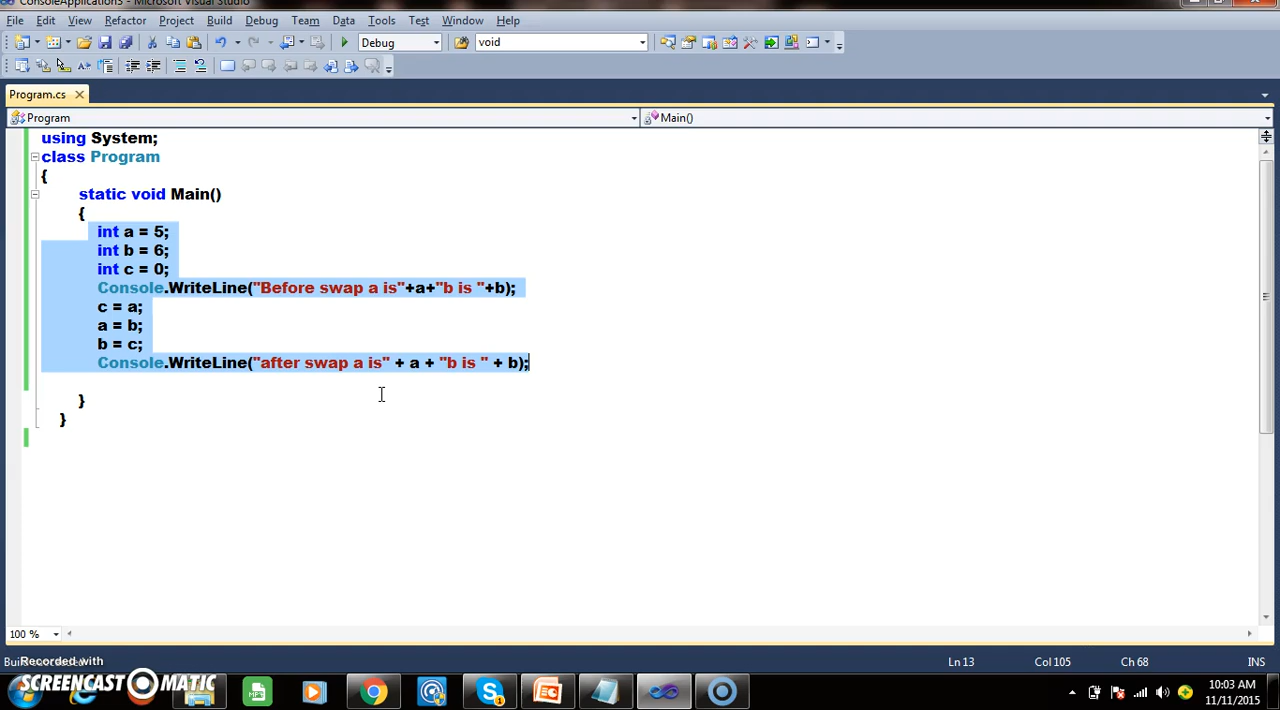 ConsoleApplication5 - Microsoft Visual Studio
File Edit View Refactor Project Build Debug Team Data Tools Test Window Help
Debug void
Program.cs
Program Main()
using System;
class Program
{
static void Main()
{
int a = 5;
int b = 6;
int c = 0;
Console.WriteLine("Before swap a is"+a+"b is "+b);
c = a;
a = b;
b = c;
Console.WriteLine("after swap a is" + a + "b is " + b);
}
}
100 %
Ln 13 Col 105 Ch 68 INS
Recorded with
SCREENCAST MATIC
MP3
10:03 AM
11/11/2015